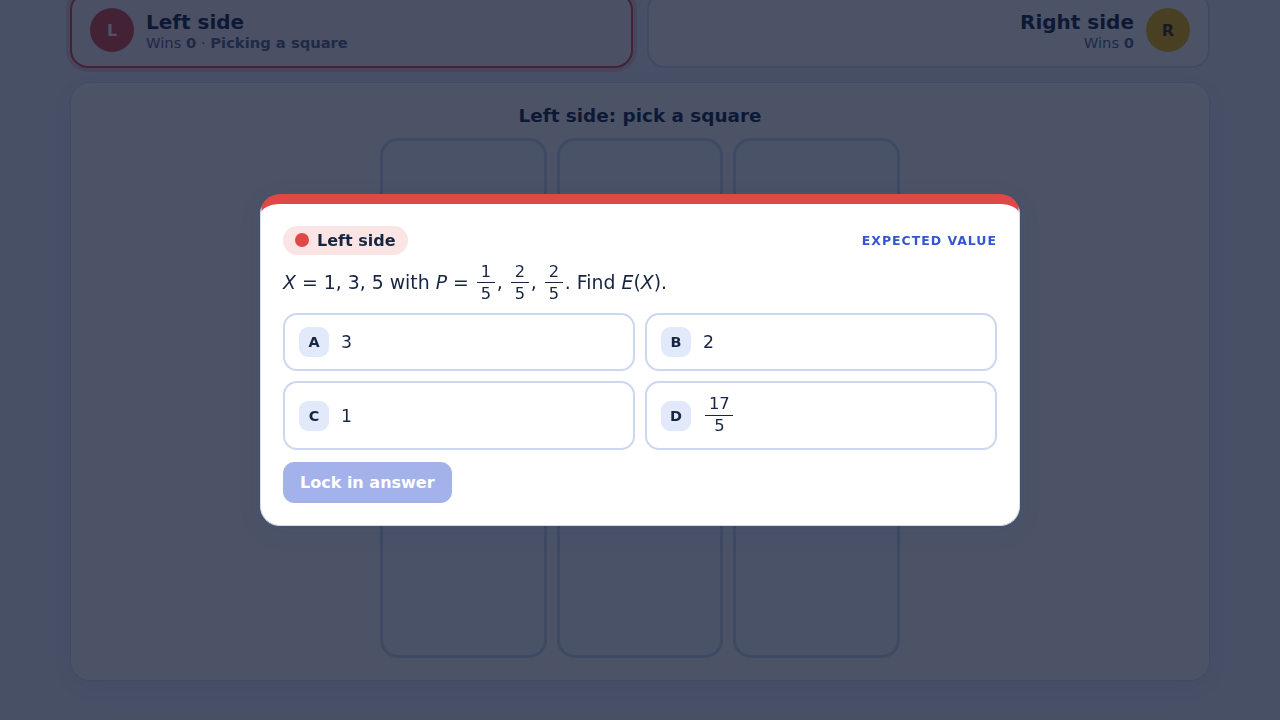 L
Left side
Wins 0 · Picking a square
Right side
Wins 0
R
Left side: pick a square
Left side
EXPECTED VALUE
X = 1, 3, 5 with P = 1/5, 2/5, 2/5. Find E(X).
A 3
B 2
C 1
D 17/5
Lock in answer